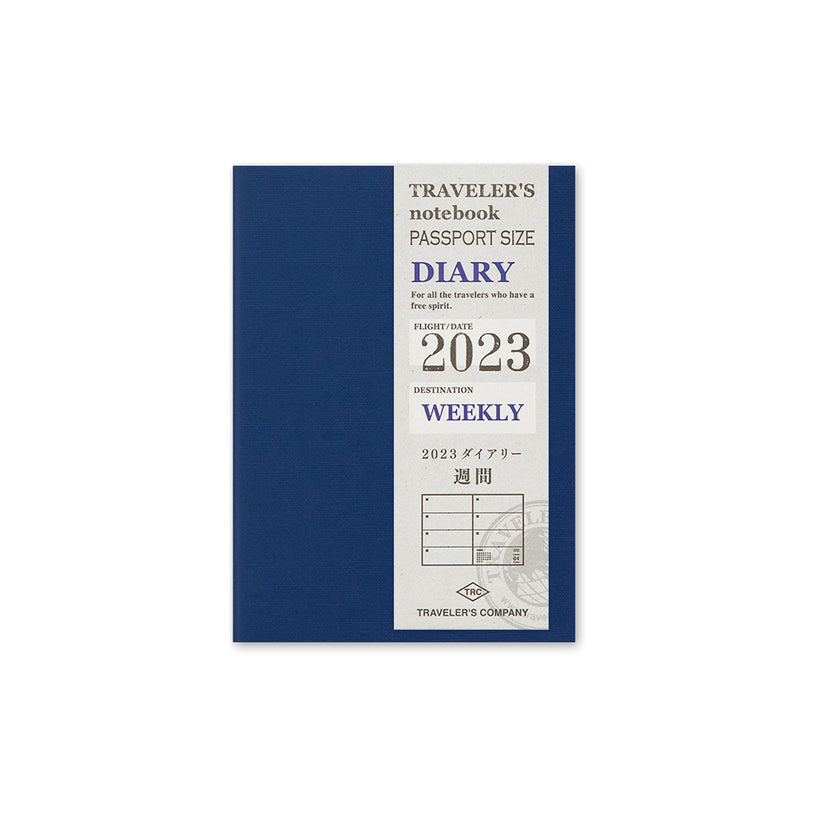 TRAVELER'S
notebook
PASSPORT SIZE
DIARY
For all the travelers who have a
free spirit.
FLIGHT/DATE
2023
DESTINATION
WEEKLY
2023 ダイアリー
週間
TRAVELE
TRC
TRAVELER'S COMPANY